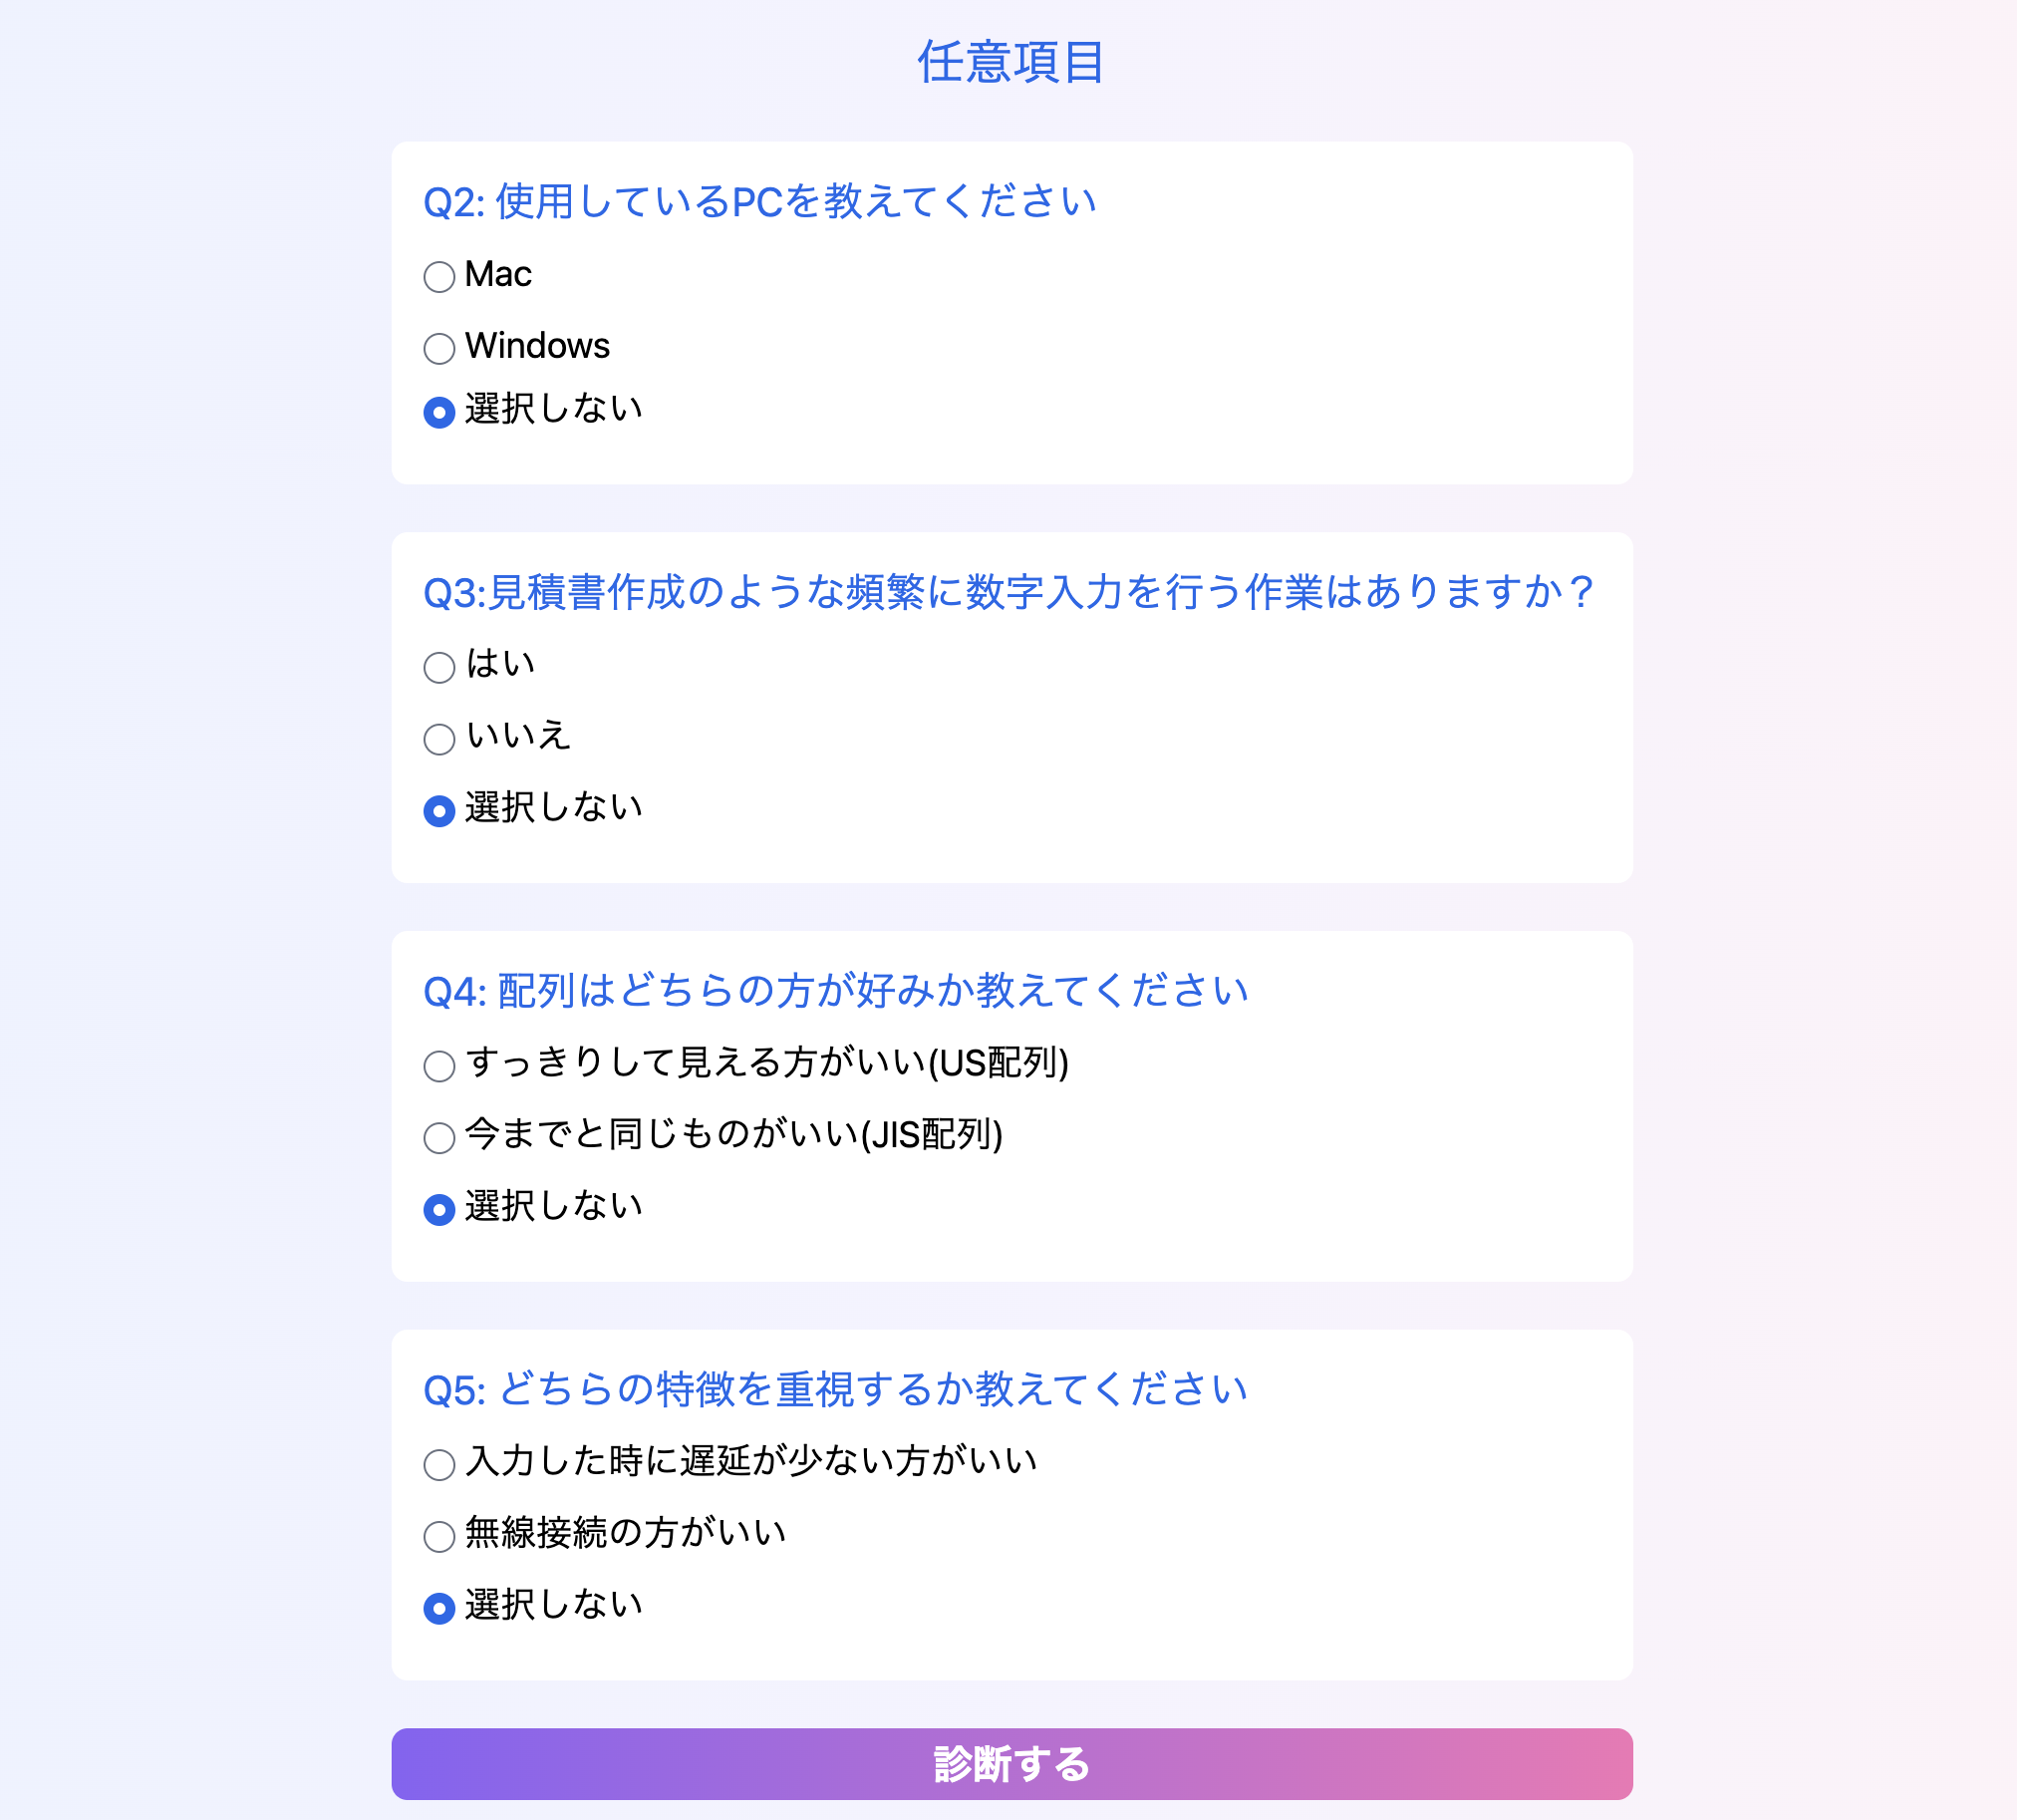 任意項目
Q2: 使用しているPCを教えてください
Mac
Windows
選択しない
Q3:見積書作成のような頻繁に数字入力を行う作業はありますか？
はい
いいえ
選択しない
Q4: 配列はどちらの方が好みか教えてください
すっきりして見える方がいい(US配列)
今までと同じものがいい(JIS配列)
選択しない
Q5: どちらの特徴を重視するか教えてください
入力した時に遅延が少ない方がいい
無線接続の方がいい
選択しない
診断する